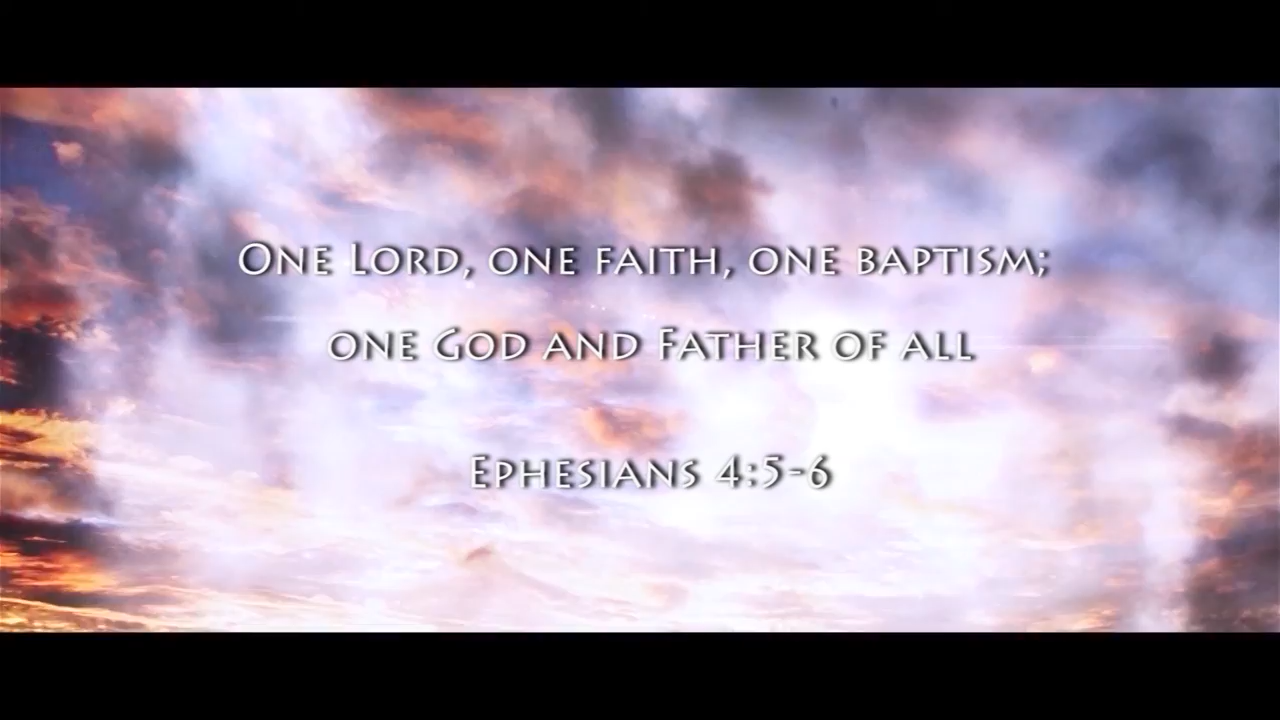 One Lord, one faith, one baptism;
one God and Father of all
Ephesians 4:5-6